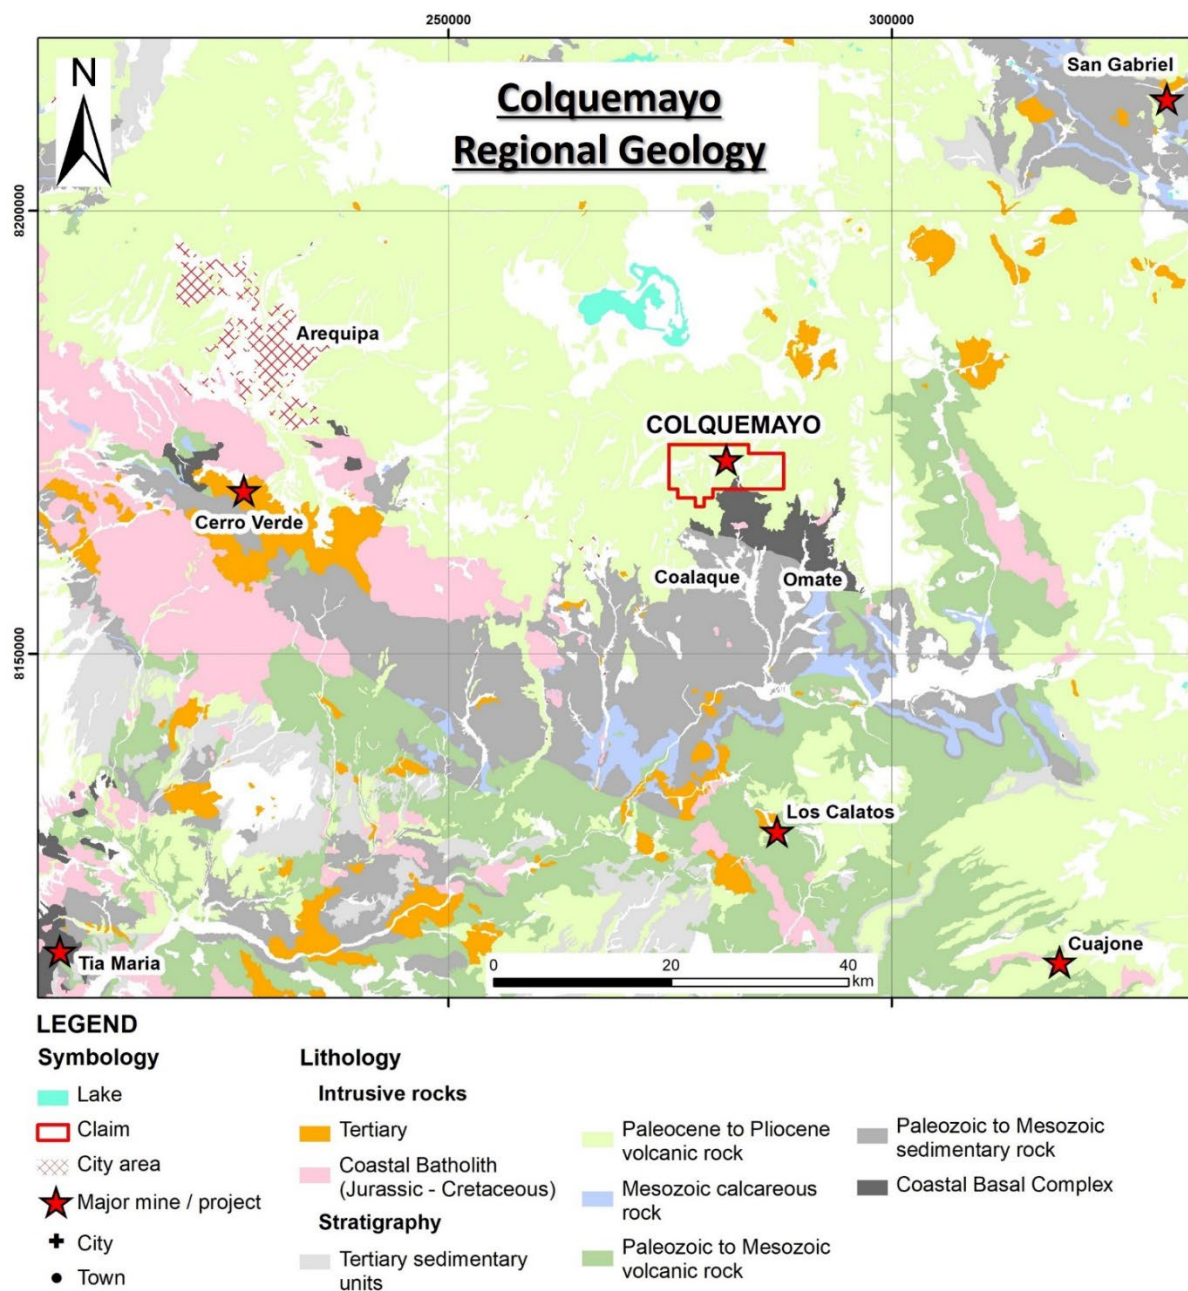 250000
300000
San Gabriel
N
Colquemayo
Regional Geology
8200000
Arequipa
COLQUEMAYO
Cerro Verde
Coalaque
Omate
8150000
Los Calatos
Tia Maria
Cuajone
0
20
40
km
LEGEND
Symbology
Lake
Claim
City area
Major mine / project
City
Town
Lithology
Intrusive rocks
Tertiary
Coastal Batholith
(Jurassic - Cretaceous)
Stratigraphy
Tertiary sedimentary
units
Paleocene to Pliocene
volcanic rock
Mesozoic calcareous
rock
Paleozoic to Mesozoic
volcanic rock
Paleozoic to Mesozoic
sedimentary rock
Coastal Basal Complex